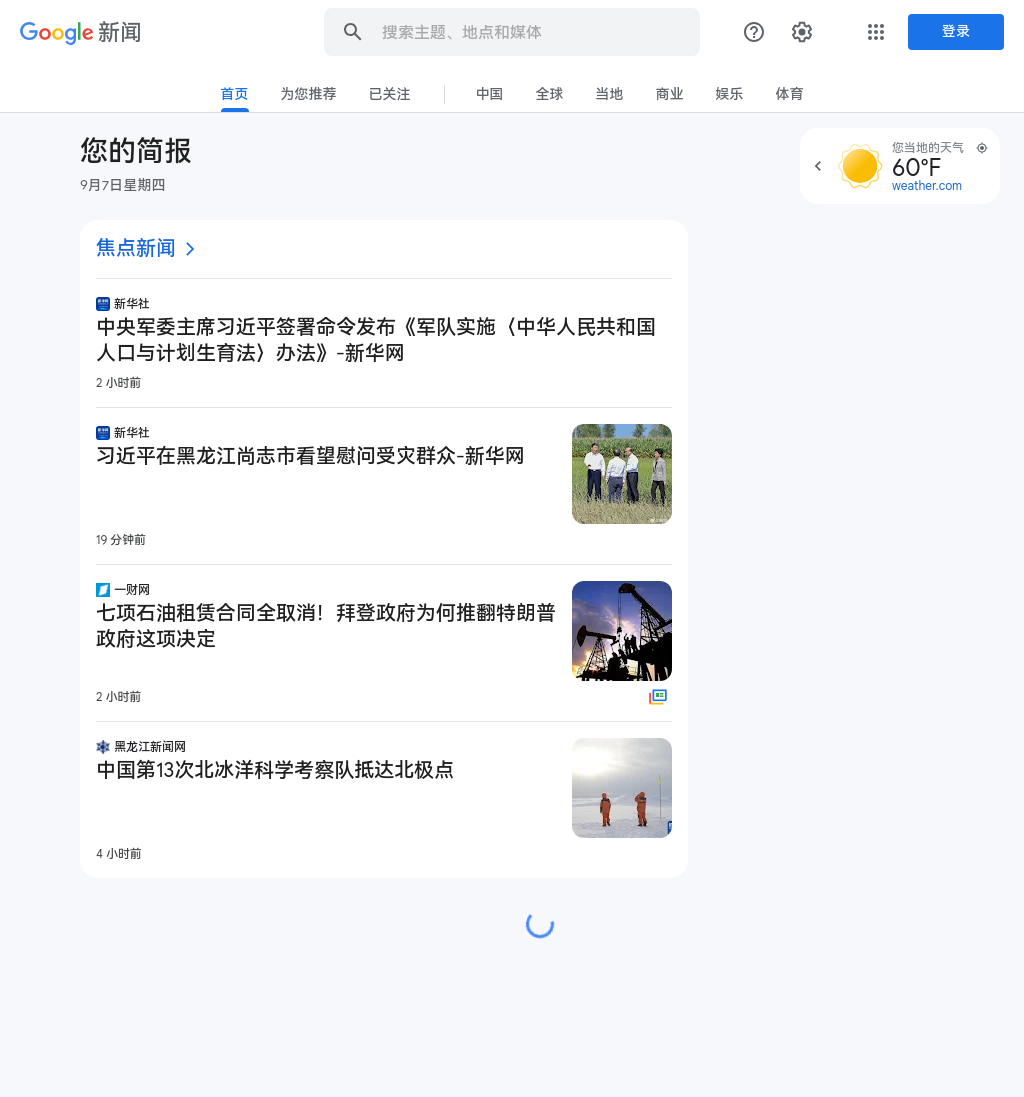 Google 新闻
搜索主题、地点和媒体
登录
首页 为您推荐 已关注 中国 全球 当地 商业 娱乐 体育
您的简报
9月7日星期四
您当地的天气
60°F
weather.com
焦点新闻
新华社
中央军委主席习近平签署命令发布《军队实施〈中华人民共和国
人口与计划生育法〉办法》-新华网
2 小时前
新华社
习近平在黑龙江尚志市看望慰问受灾群众-新华网
19 分钟前
一财网
七项石油租赁合同全取消！拜登政府为何推翻特朗普
政府这项决定
2 小时前
黑龙江新闻网
中国第13次北冰洋科学考察队抵达北极点
4 小时前